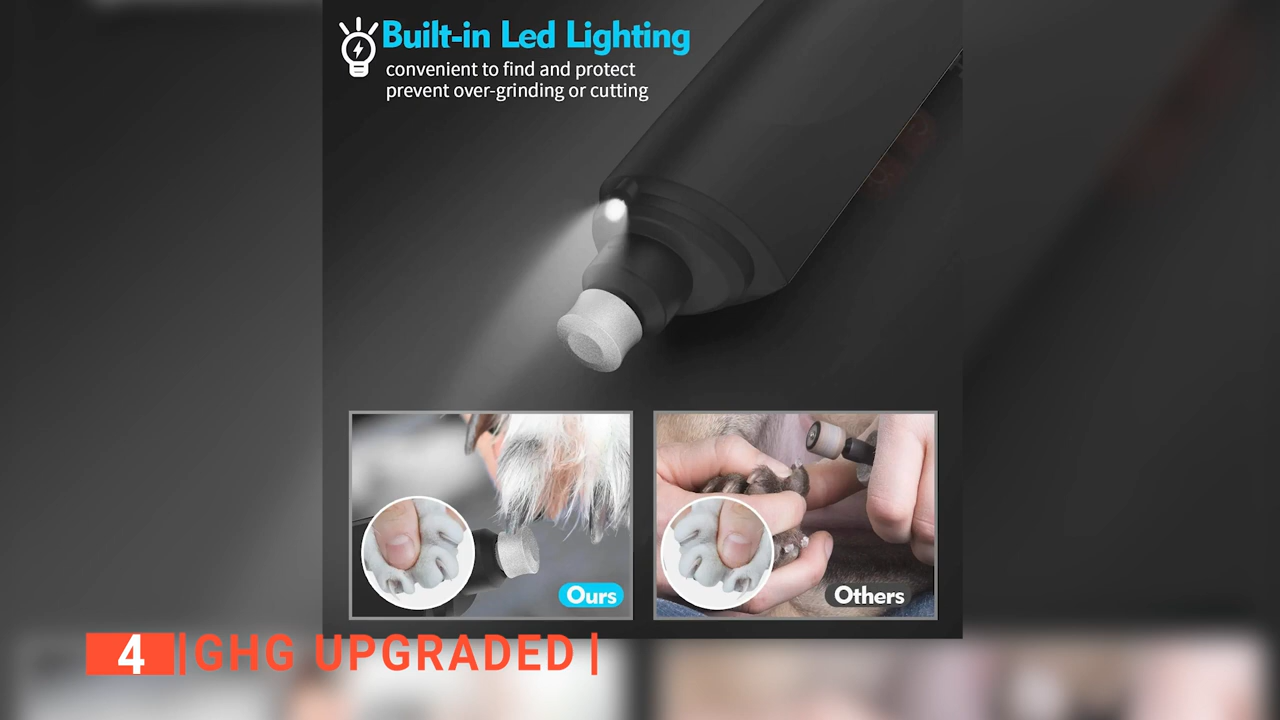 Built-in Led Lighting
convenient to find and protect
prevent over-grinding or cutting
Ours
Others
4 |GHG UPGRADED |